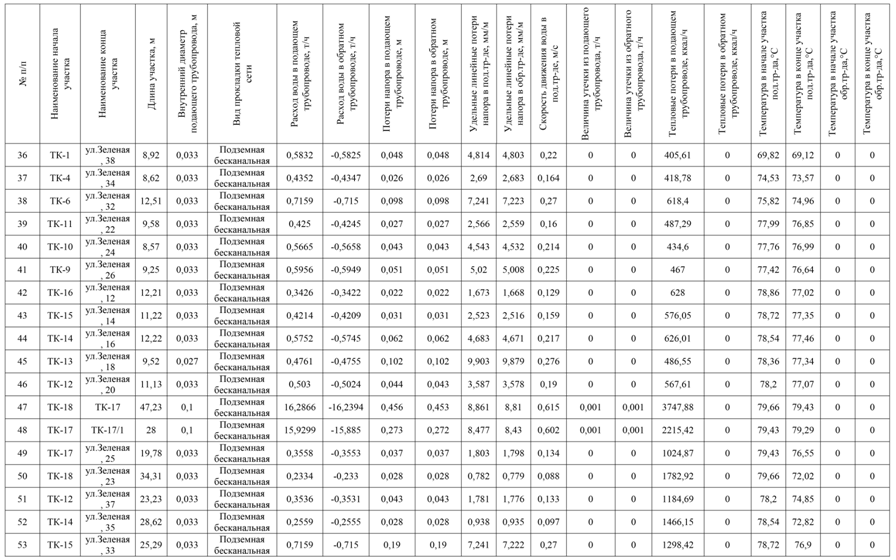 № п/п | Наименование начала участка | Наименование конца участка | Длина участка, м | Внутренний диаметр подающего трубопровода, м | Вид прокладки тепловой сети | Расход воды в подающем трубопроводе, т/ч | Расход воды в обратном трубопроводе, т/ч | Потери напора в подающем трубопроводе, м | Потери напора в обратном трубопроводе, м | Удельные линейные потери напора в под.тр-де, мм/м | Удельные линейные потери напора в обр.тр-де, мм/м | Скорость движения воды в под.тр-де, м/с | Величина утечки из подающего трубопровода, т/ч | Величина утечки из обратного трубопровода, т/ч | Тепловые потери в подающем трубопроводе, ккал/ч | Тепловые потери в обратном трубопроводе, ккал/ч | Температура в начале участка под.тр-да,°С | Температура в конце участка под.тр-да,°С | Температура в начале участка обр.тр-да,°С | Температура в конце участка обр.тр-да,°С
36 | ТК-1 | ул.Зеленая, 38 | 8,92 | 0,033 | Подземная бесканальная | 0,5832 | -0,5825 | 0,048 | 0,048 | 4,814 | 4,803 | 0,22 | 0 | 0 | 405,61 | 0 | 69,82 | 69,12 | 0 | 0
37 | ТК-4 | ул.Зеленая, 34 | 8,62 | 0,033 | Подземная бесканальная | 0,4352 | -0,4347 | 0,026 | 0,026 | 2,69 | 2,683 | 0,164 | 0 | 0 | 418,78 | 0 | 74,53 | 73,57 | 0 | 0
38 | ТК-6 | ул.Зеленая, 32 | 12,51 | 0,033 | Подземная бесканальная | 0,7159 | -0,715 | 0,098 | 0,098 | 7,241 | 7,223 | 0,27 | 0 | 0 | 618,4 | 0 | 75,82 | 74,96 | 0 | 0
39 | ТК-11 | ул.Зеленая, 22 | 9,58 | 0,033 | Подземная бесканальная | 0,425 | -0,4245 | 0,027 | 0,027 | 2,566 | 2,559 | 0,16 | 0 | 0 | 487,29 | 0 | 77,99 | 76,85 | 0 | 0
40 | ТК-10 | ул.Зеленая, 24 | 8,57 | 0,033 | Подземная бесканальная | 0,5665 | -0,5658 | 0,043 | 0,043 | 4,543 | 4,532 | 0,214 | 0 | 0 | 434,6 | 0 | 77,76 | 76,99 | 0 | 0
41 | ТК-9 | ул.Зеленая, 26 | 9,25 | 0,033 | Подземная бесканальная | 0,5956 | -0,5949 | 0,051 | 0,051 | 5,02 | 5,008 | 0,225 | 0 | 0 | 467 | 0 | 77,42 | 76,64 | 0 | 0
42 | ТК-16 | ул.Зеленая, 12 | 12,21 | 0,033 | Подземная бесканальная | 0,3426 | -0,3422 | 0,022 | 0,022 | 1,673 | 1,668 | 0,129 | 0 | 0 | 628 | 0 | 78,86 | 77,02 | 0 | 0
43 | ТК-15 | ул.Зеленая, 14 | 11,22 | 0,033 | Подземная бесканальная | 0,4214 | -0,4209 | 0,031 | 0,031 | 2,523 | 2,516 | 0,159 | 0 | 0 | 576,05 | 0 | 78,72 | 77,35 | 0 | 0
44 | ТК-14 | ул.Зеленая, 16 | 12,22 | 0,033 | Подземная бесканальная | 0,5752 | -0,5745 | 0,062 | 0,062 | 4,683 | 4,671 | 0,217 | 0 | 0 | 626,01 | 0 | 78,54 | 77,46 | 0 | 0
45 | ТК-13 | ул.Зеленая, 18 | 9,52 | 0,027 | Подземная бесканальная | 0,4761 | -0,4755 | 0,102 | 0,102 | 9,903 | 9,879 | 0,276 | 0 | 0 | 486,55 | 0 | 78,36 | 77,34 | 0 | 0
46 | ТК-12 | ул.Зеленая, 20 | 11,13 | 0,033 | Подземная бесканальная | 0,503 | -0,5024 | 0,044 | 0,043 | 3,587 | 3,578 | 0,19 | 0 | 0 | 567,61 | 0 | 78,2 | 77,07 | 0 | 0
47 | ТК-18 | ТК-17 | 47,23 | 0,1 | Подземная бесканальная | 16,2866 | -16,2394 | 0,456 | 0,453 | 8,861 | 8,81 | 0,615 | 0,001 | 0,001 | 3747,88 | 0 | 79,66 | 79,43 | 0 | 0
48 | ТК-17 | ТК-17/1 | 28 | 0,1 | Подземная бесканальная | 15,9299 | -15,885 | 0,273 | 0,272 | 8,477 | 8,43 | 0,602 | 0,001 | 0,001 | 2215,42 | 0 | 79,43 | 79,29 | 0 | 0
49 | ТК-17 | ул.Зеленая, 25 | 19,78 | 0,033 | Подземная бесканальная | 0,3558 | -0,3553 | 0,037 | 0,037 | 1,803 | 1,798 | 0,134 | 0 | 0 | 1024,87 | 0 | 79,43 | 76,55 | 0 | 0
50 | ТК-18 | ул.Зеленая, 23 | 34,31 | 0,033 | Подземная бесканальная | 0,2334 | -0,233 | 0,028 | 0,028 | 0,782 | 0,779 | 0,088 | 0 | 0 | 1782,92 | 0 | 79,66 | 72,02 | 0 | 0
51 | ТК-12 | ул.Зеленая, 37 | 23,23 | 0,033 | Подземная бесканальная | 0,3536 | -0,3531 | 0,043 | 0,043 | 1,781 | 1,776 | 0,133 | 0 | 0 | 1184,69 | 0 | 78,2 | 74,85 | 0 | 0
52 | ТК-14 | ул.Зеленая, 35 | 28,62 | 0,033 | Подземная бесканальная | 0,2559 | -0,2555 | 0,028 | 0,028 | 0,938 | 0,935 | 0,097 | 0 | 0 | 1466,15 | 0 | 78,54 | 72,82 | 0 | 0
53 | ТК-15 | ул.Зеленая, 33 | 25,29 | 0,033 | Подземная бесканальная | 0,7159 | -0,715 | 0,19 | 0,19 | 7,241 | 7,222 | 0,27 | 0 | 0 | 1298,42 | 0 | 78,72 | 76,9 | 0 | 0